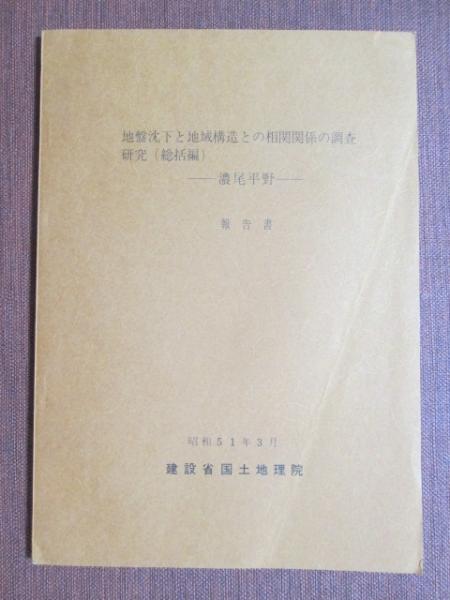 地盤沈下と地域構造との相関関係の調査
研究(総括編)
――濃尾平野――
報告書
昭和51年3月
建設省国土地理院